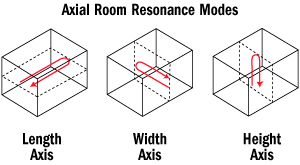 Axial Room Resonance Modes
Length
Axis
Width
Axis
Height
Axis